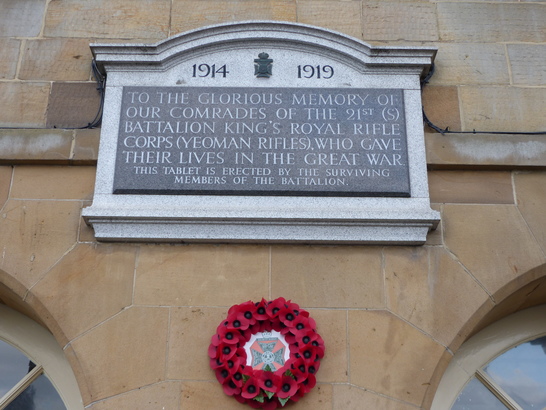 1914 1919
TO THE GLORIOUS MEMORY OF
OUR COMRADES OF THE 21ST (S)
BATTALION KING'S ROYAL RIFLE
CORPS (YEOMAN RIFLES), WHO GAVE
THEIR LIVES IN THE GREAT WAR
THIS TABLET IS ERECTED BY THE SURVIVING
MEMBERS OF THE BATTALION.